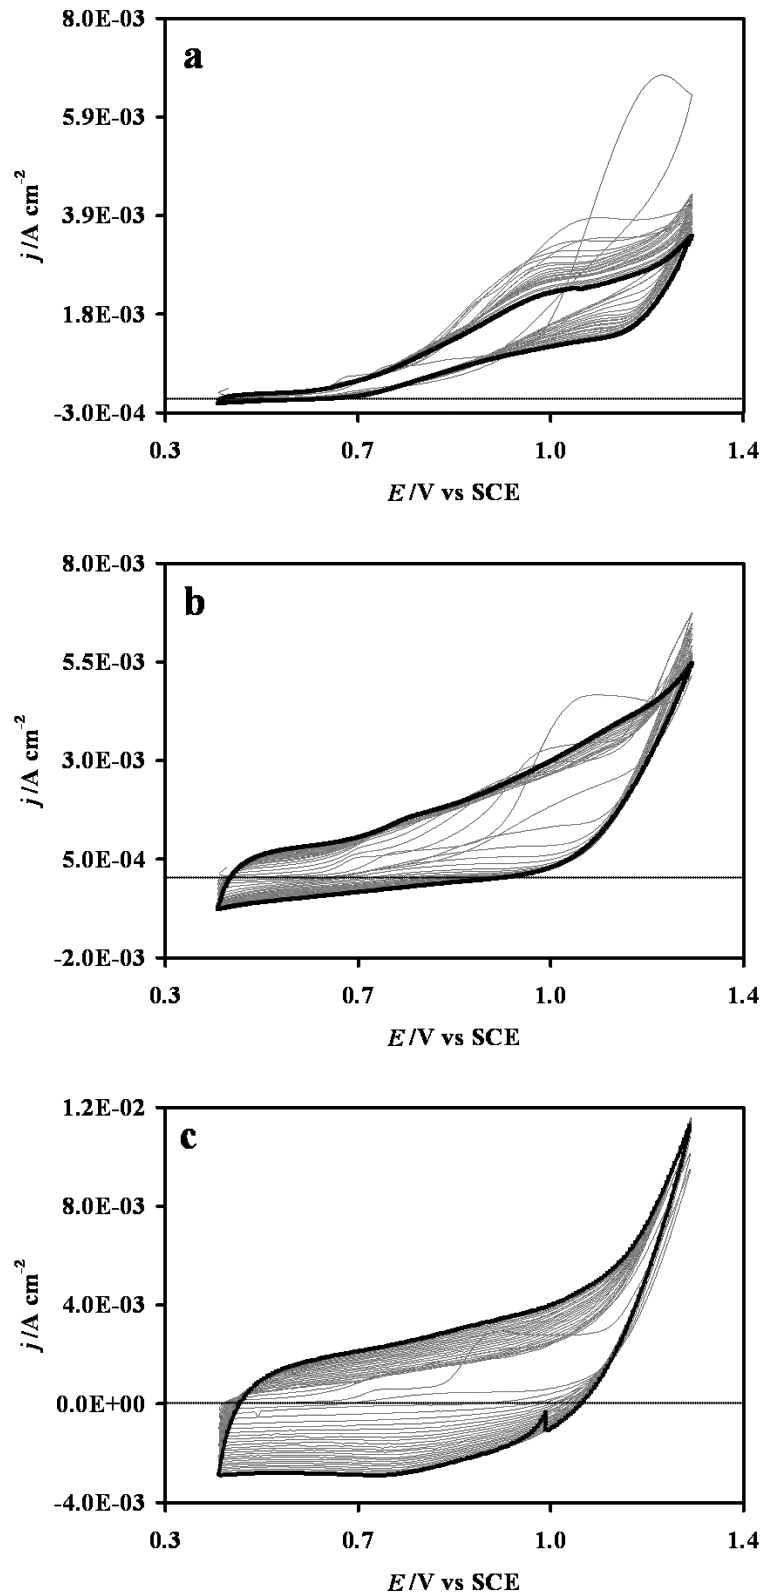 a
8.0E-03
5.9E-03
3.9E-03
1.8E-03
-3.0E-04
j/A cm-2
0.3 0.7 1.0 1.4
E/V vs SCE
b
8.0E-03
5.5E-03
3.0E-03
5.0E-04
-2.0E-03
j/A cm-2
0.3 0.7 1.0 1.4
E/V vs SCE
c
1.2E-02
8.0E-03
4.0E-03
0.0E+00
-4.0E-03
j/A cm-2
0.3 0.7 1.0 1.4
E/V vs SCE